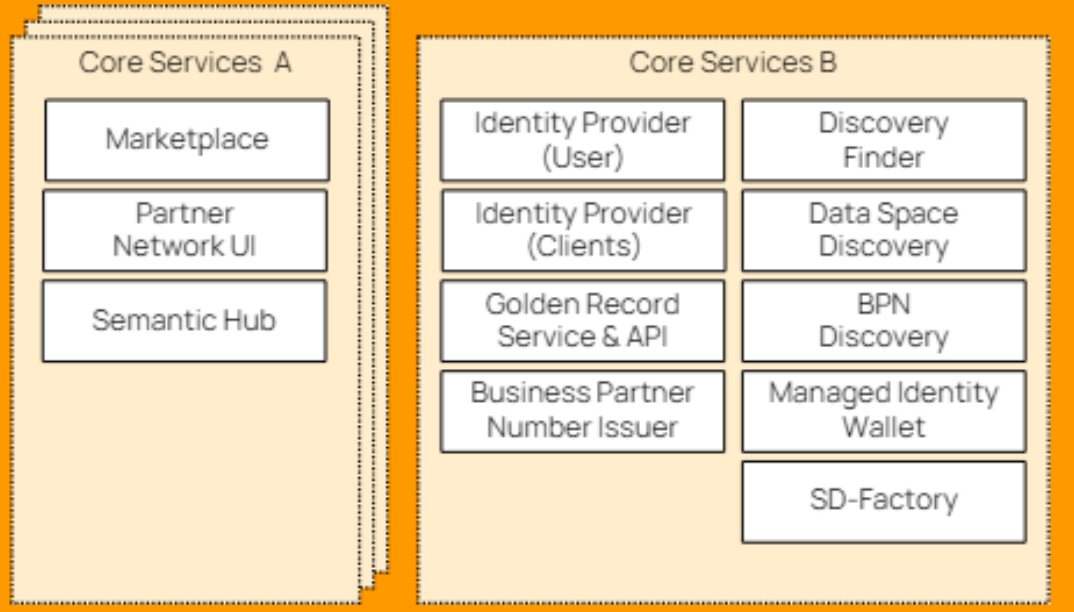 Core Services A
Marketplace
Partner
Network UI
Semantic Hub
Core Services B
Identity Provider
(User)
Identity Provider
(Clients)
Golden Record
Service & API
Business Partner
Number Issuer
Discovery
Finder
Data Space
Discovery
BPN
Discovery
Managed Identity
Wallet
SD-Factory